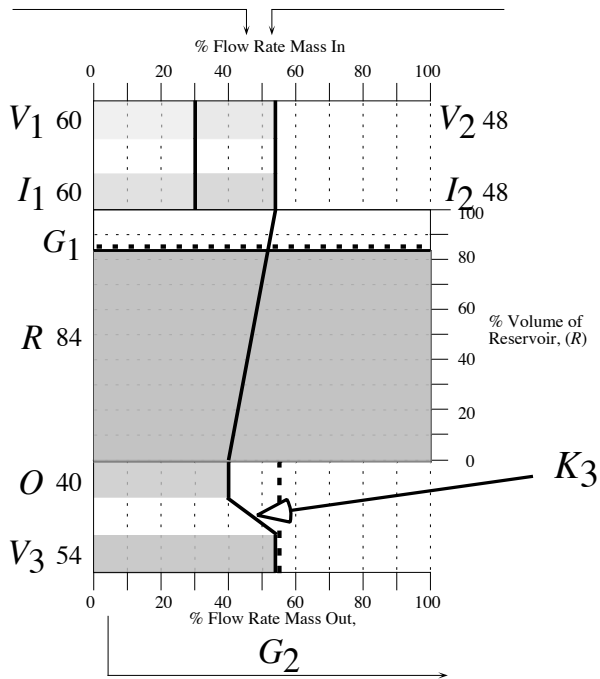 % Flow Rate Mass In
0 20 40 60 80 100
V1 60 V2 48
I1 60 I2 48
100
G1
80
60
R 84
% Volume of
Reservoir, (R)
40
20
0
O 40
K3
V3 54
0 20 40 60 80 100
% Flow Rate Mass Out,
G2